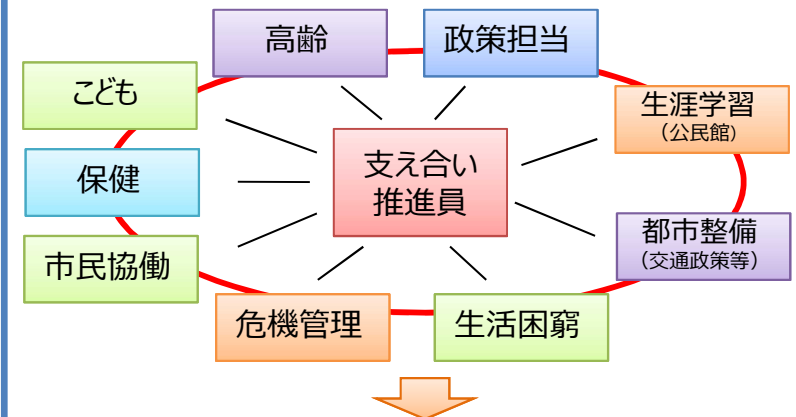 高齢
政策担当
こども
生涯学習
（公民館）
保健
支え合い
推進員
都市整備
（交通政策等）
市民協働
危機管理
生活困窮